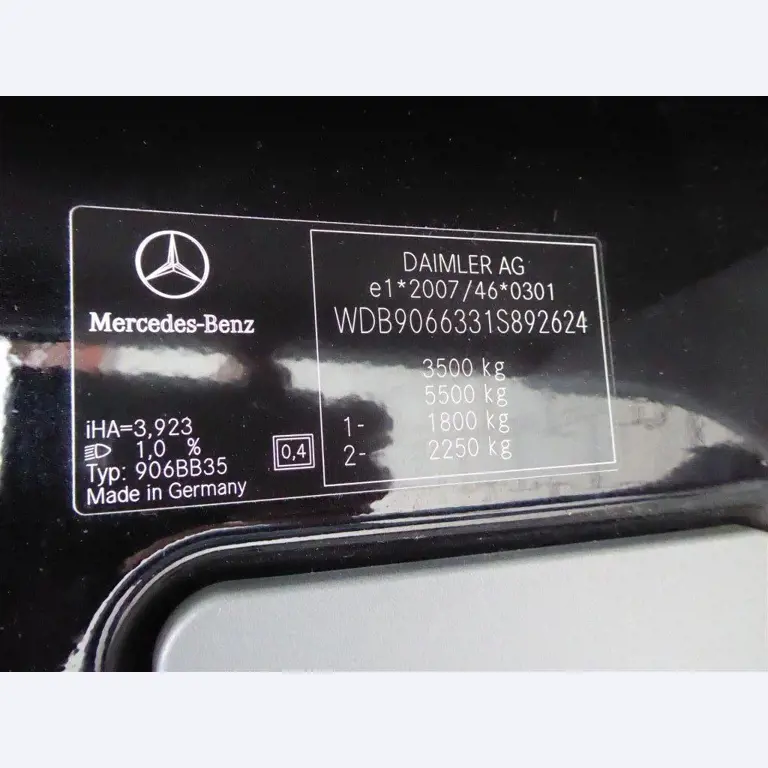 Mercedes-Benz
iHA=3,923
1,0 %
Typ: 906BB35
Made in Germany
0,4
DAIMLER AG
e1*2007/46*0301
WDB9066331S892624
3500 kg
5500 kg
1- 1800 kg
2- 2250 kg